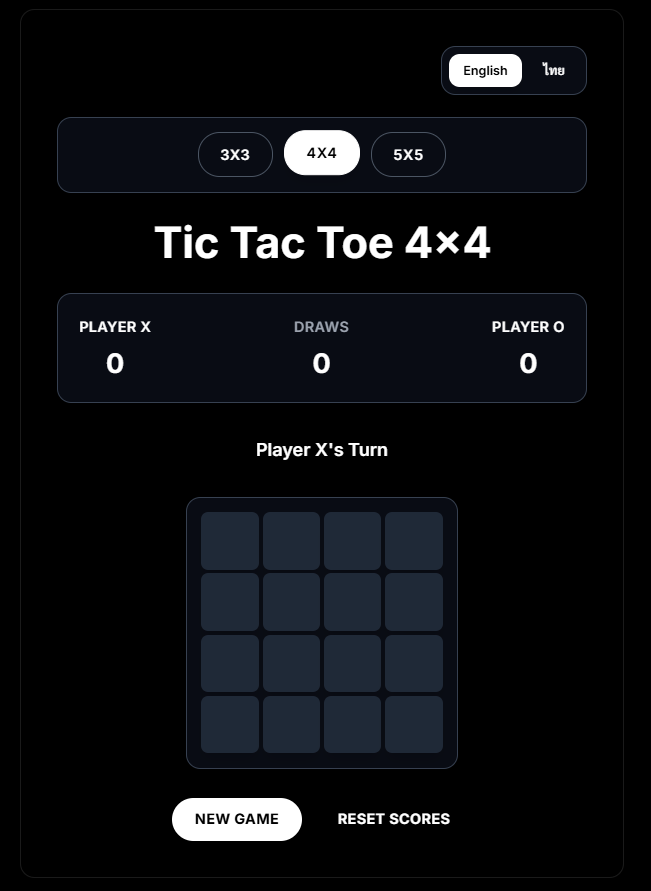 English ไทย
3X3 4X4 5X5
Tic Tac Toe 4×4
PLAYER X DRAWS PLAYER O
0 0 0
Player X's Turn
NEW GAME RESET SCORES